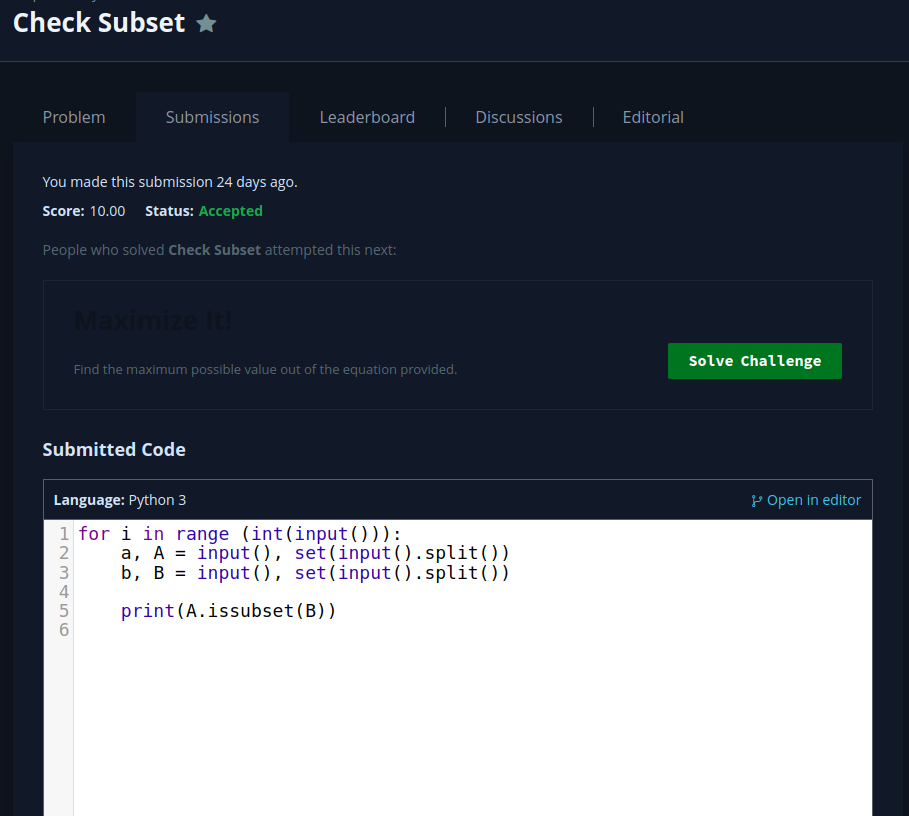 Check Subset
Problem
Submissions
Leaderboard
Discussions
Editorial
You made this submission 24 days ago.
Score: 10.00 Status: Accepted
People who solved Check Subset attempted this next:
Maximize It!
Find the maximum possible value out of the equation provided.
Solve Challenge
Submitted Code
Language: Python 3
Open in editor
1 for i in range (int(input())):
2     a, A = input(), set(input().split())
3     b, B = input(), set(input().split())
4
5     print(A.issubset(B))
6